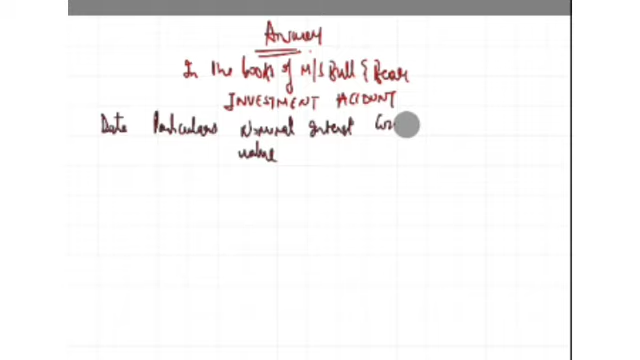 Answer
In the books of M/S Bull & Bear
INVESTMENT ACCOUNT
Date Particulars Nominal Interest
value